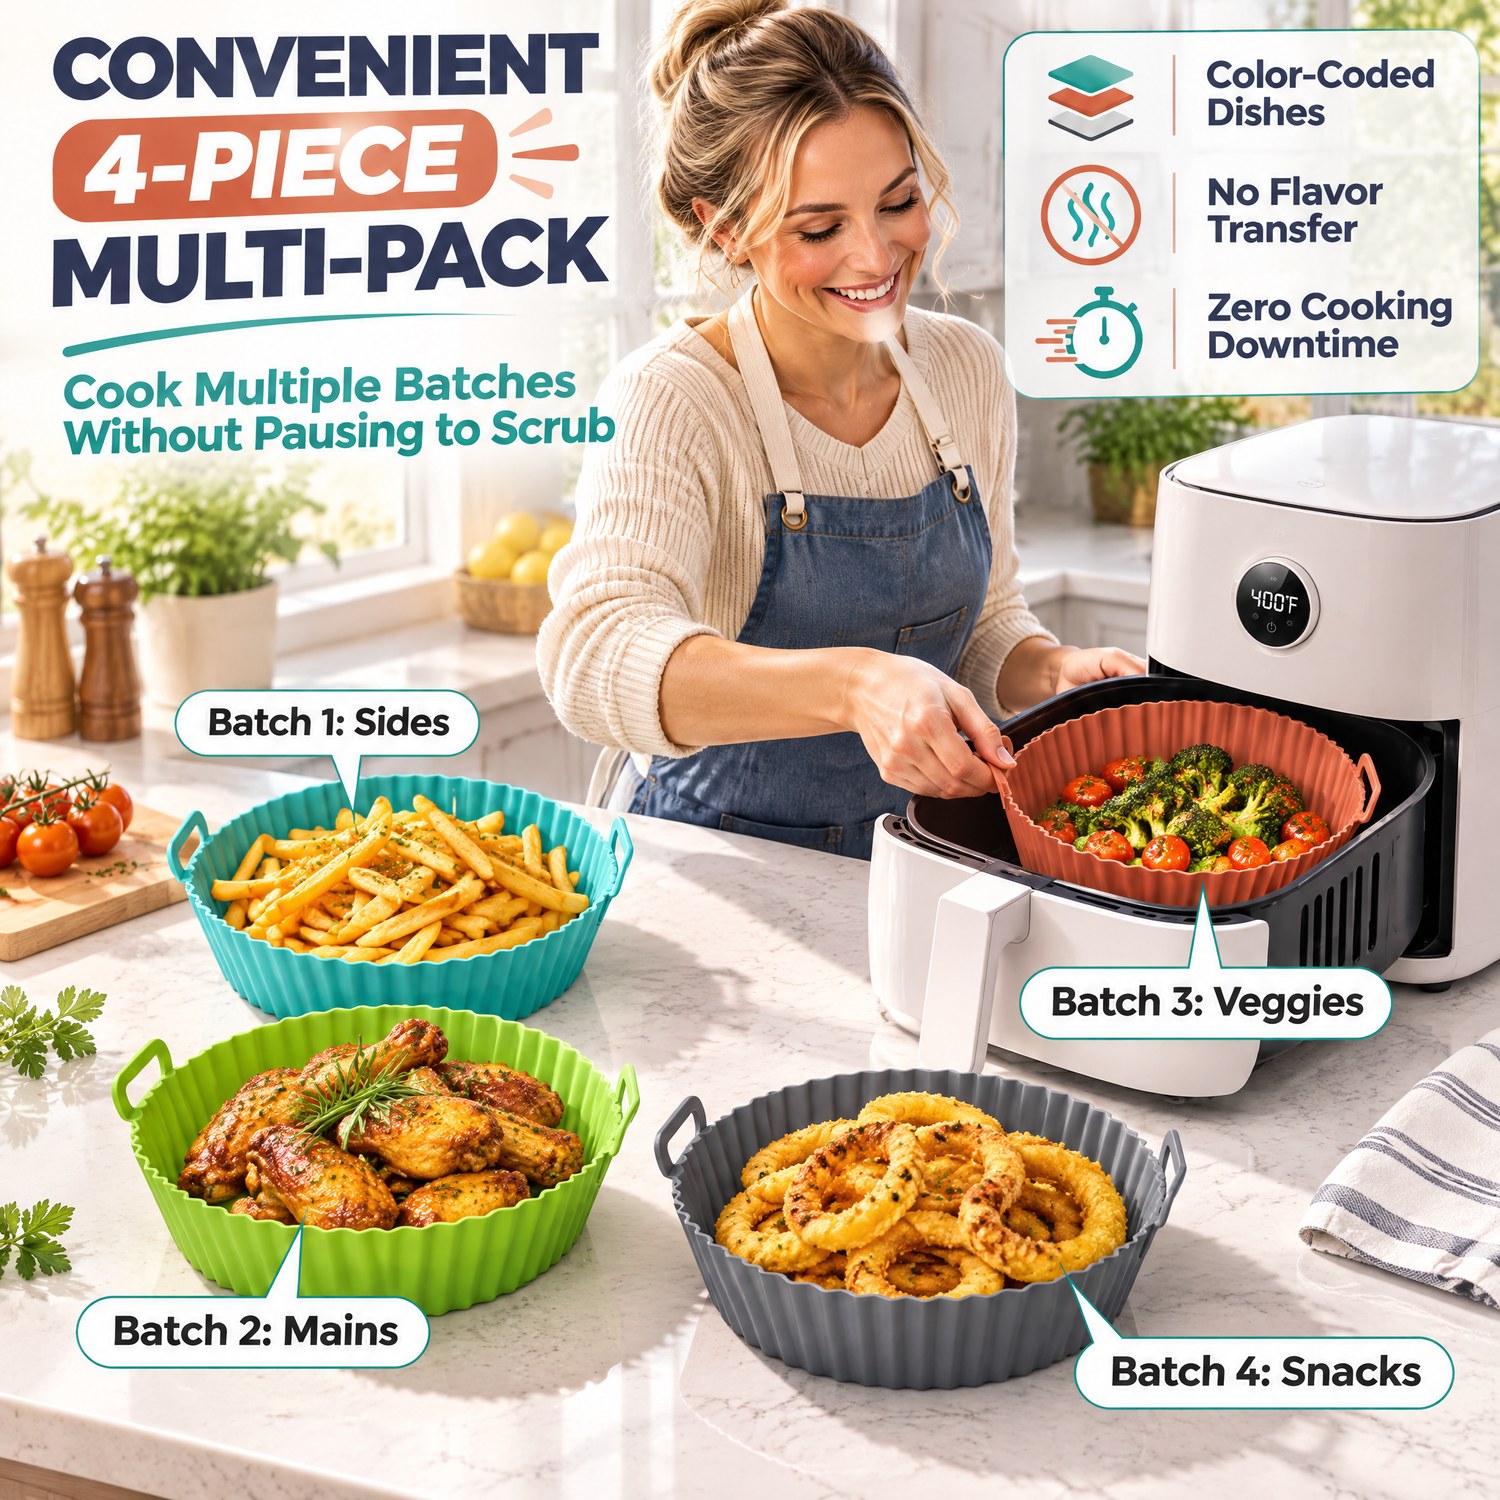 CONVENIENT
4-PIECE
MULTI-PACK
Cook Multiple Batches
Without Pausing to Scrub
Color-Coded
Dishes
No Flavor
Transfer
Zero Cooking
Downtime
400°F
Batch 1: Sides
Batch 3: Veggies
Batch 2: Mains
Batch 4: Snacks